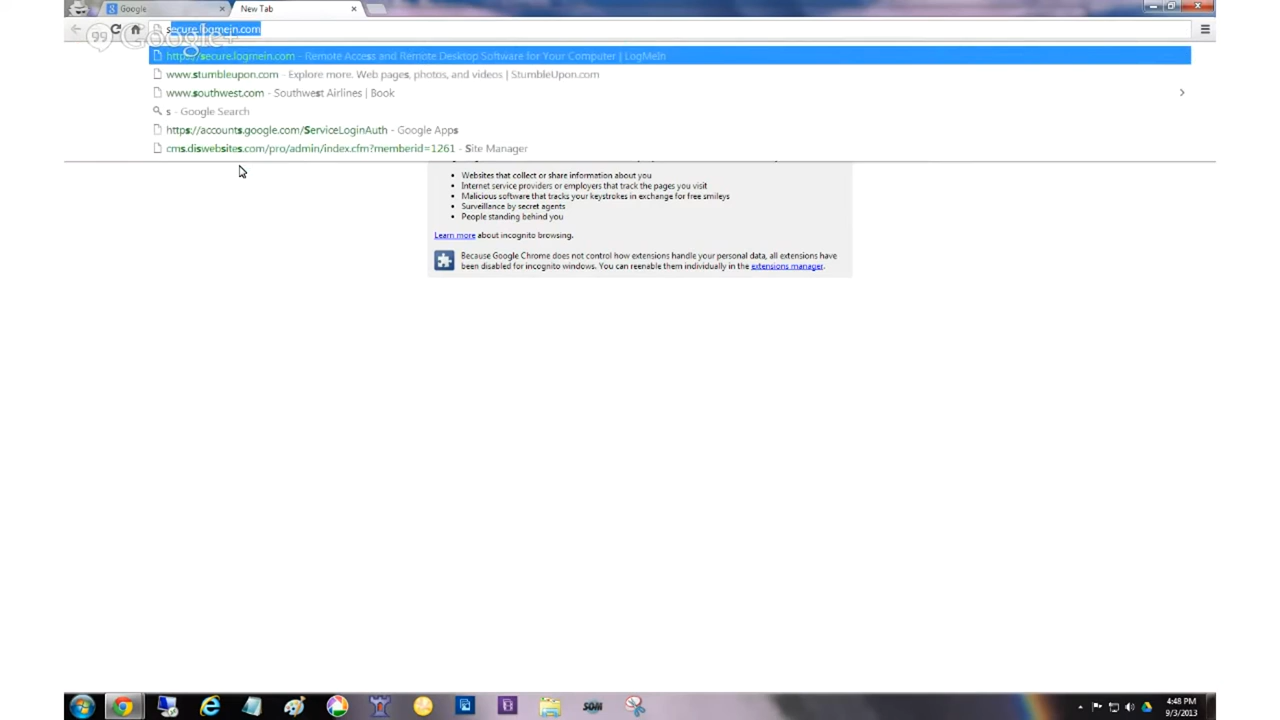 Google
New Tab
secure.logmein.com
Google+
https://secure.logmein.com - Remote Access and Remote Desktop Software for Your Computer | LogMeIn
www.stumbleupon.com - Explore more. Web pages, photos, and videos | StumbleUpon.com
www.southwest.com - Southwest Airlines | Book
s - Google Search
https://accounts.google.com/ServiceLoginAuth - Google Apps
cms.diswebsites.com/pro/admin/index.cfm?memberid=1261 - Site Manager
• Websites that collect or share information about you
• Internet service providers or employers that track the pages you visit
• Malicious software that tracks your keystrokes in exchange for free smileys
• Surveillance by secret agents
• People standing behind you
Learn more about incognito browsing.
Because Google Chrome does not control how extensions handle your personal data, all extensions have
been disabled for incognito windows. You can reenable them individually in the extensions manager.
SOM
4:48 PM
9/3/2013